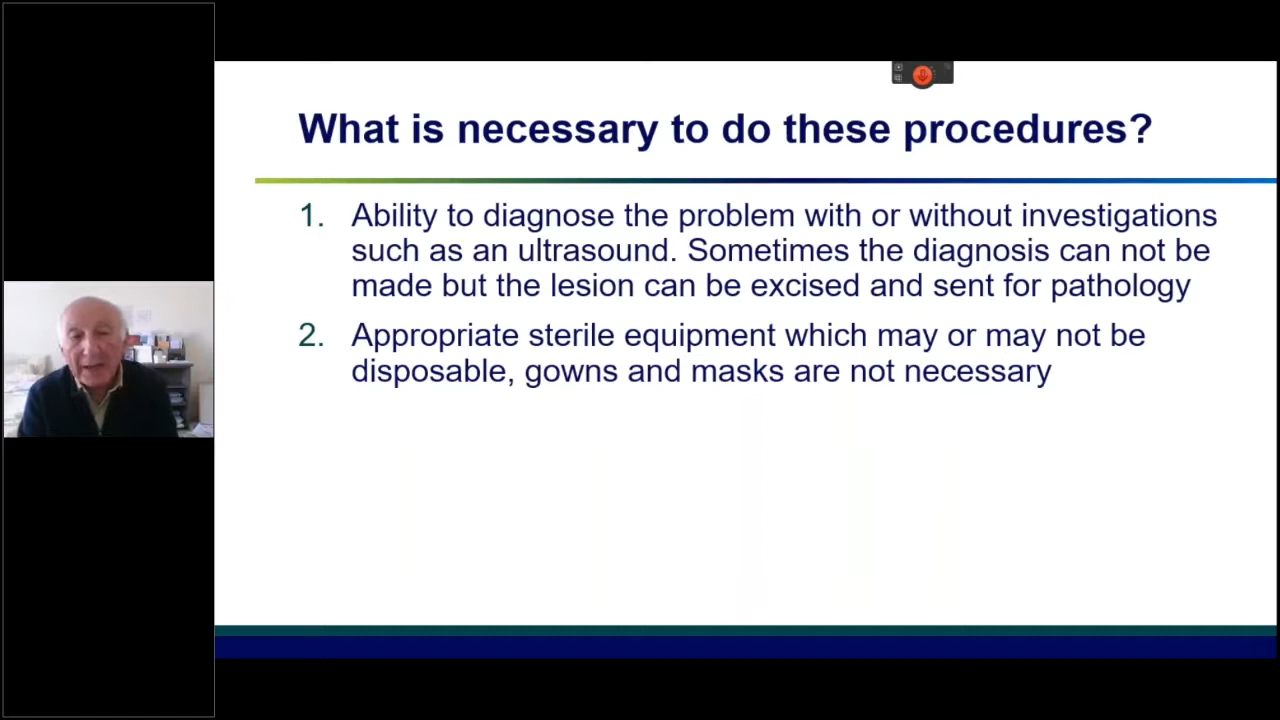 What is necessary to do these procedures?
1. Ability to diagnose the problem with or without investigations
such as an ultrasound. Sometimes the diagnosis can not be
made but the lesion can be excised and sent for pathology
2. Appropriate sterile equipment which may or may not be
disposable, gowns and masks are not necessary